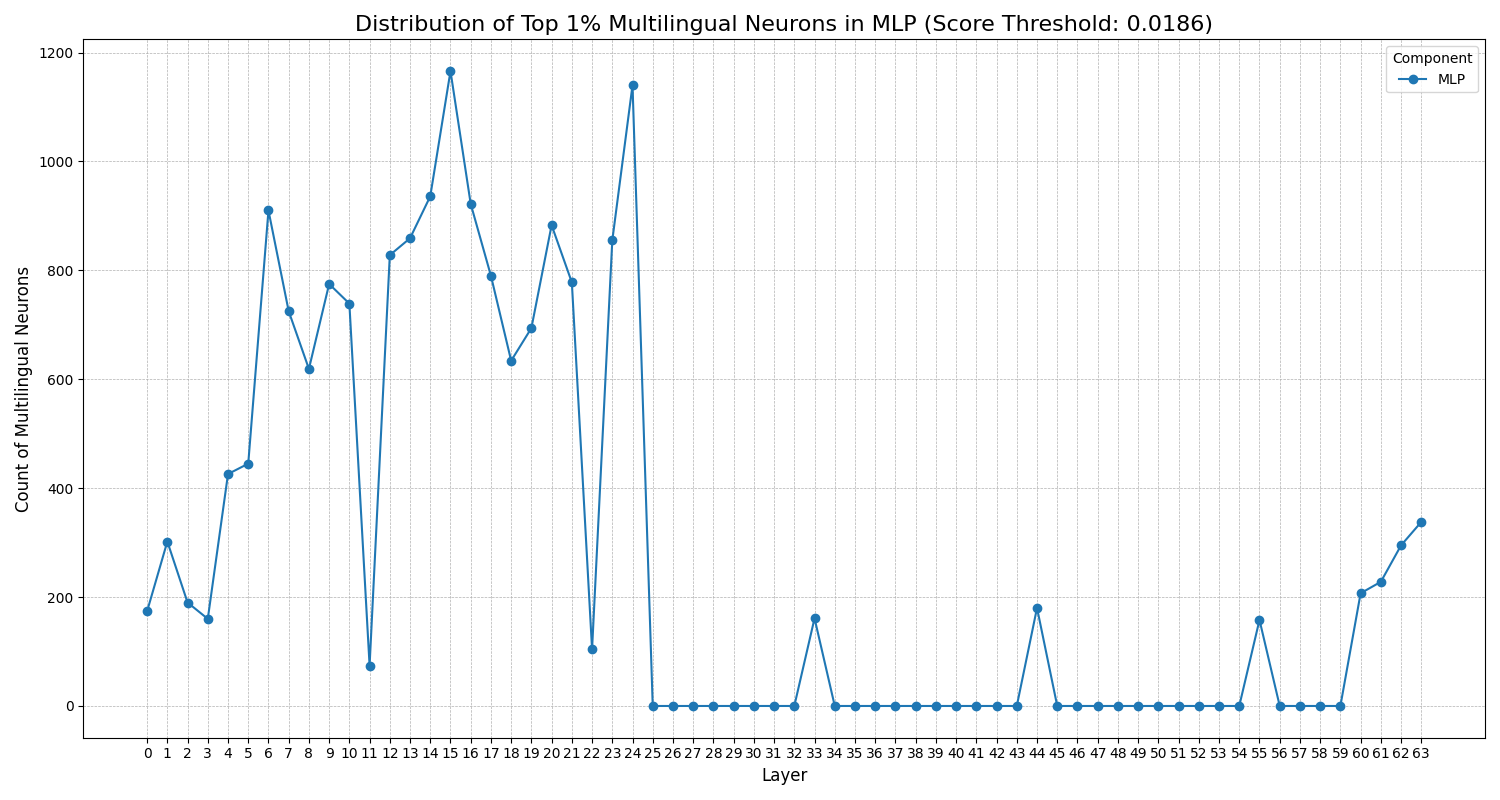 Distribution of Top 1% Multilingual Neurons in MLP (Score Threshold: 0.0186)
Component
MLP
Count of Multilingual Neurons
1200
1000
800
600
400
200
0
0 1 2 3 4 5 6 7 8 9 10 11 12 13 14 15 16 17 18 19 20 21 22 23 24 25 26 27 28 29 30 31 32 33 34 35 36 37 38 39 40 41 42 43 44 45 46 47 48 49 50 51 52 53 54 55 56 57 58 59 60 61 62 63
Layer